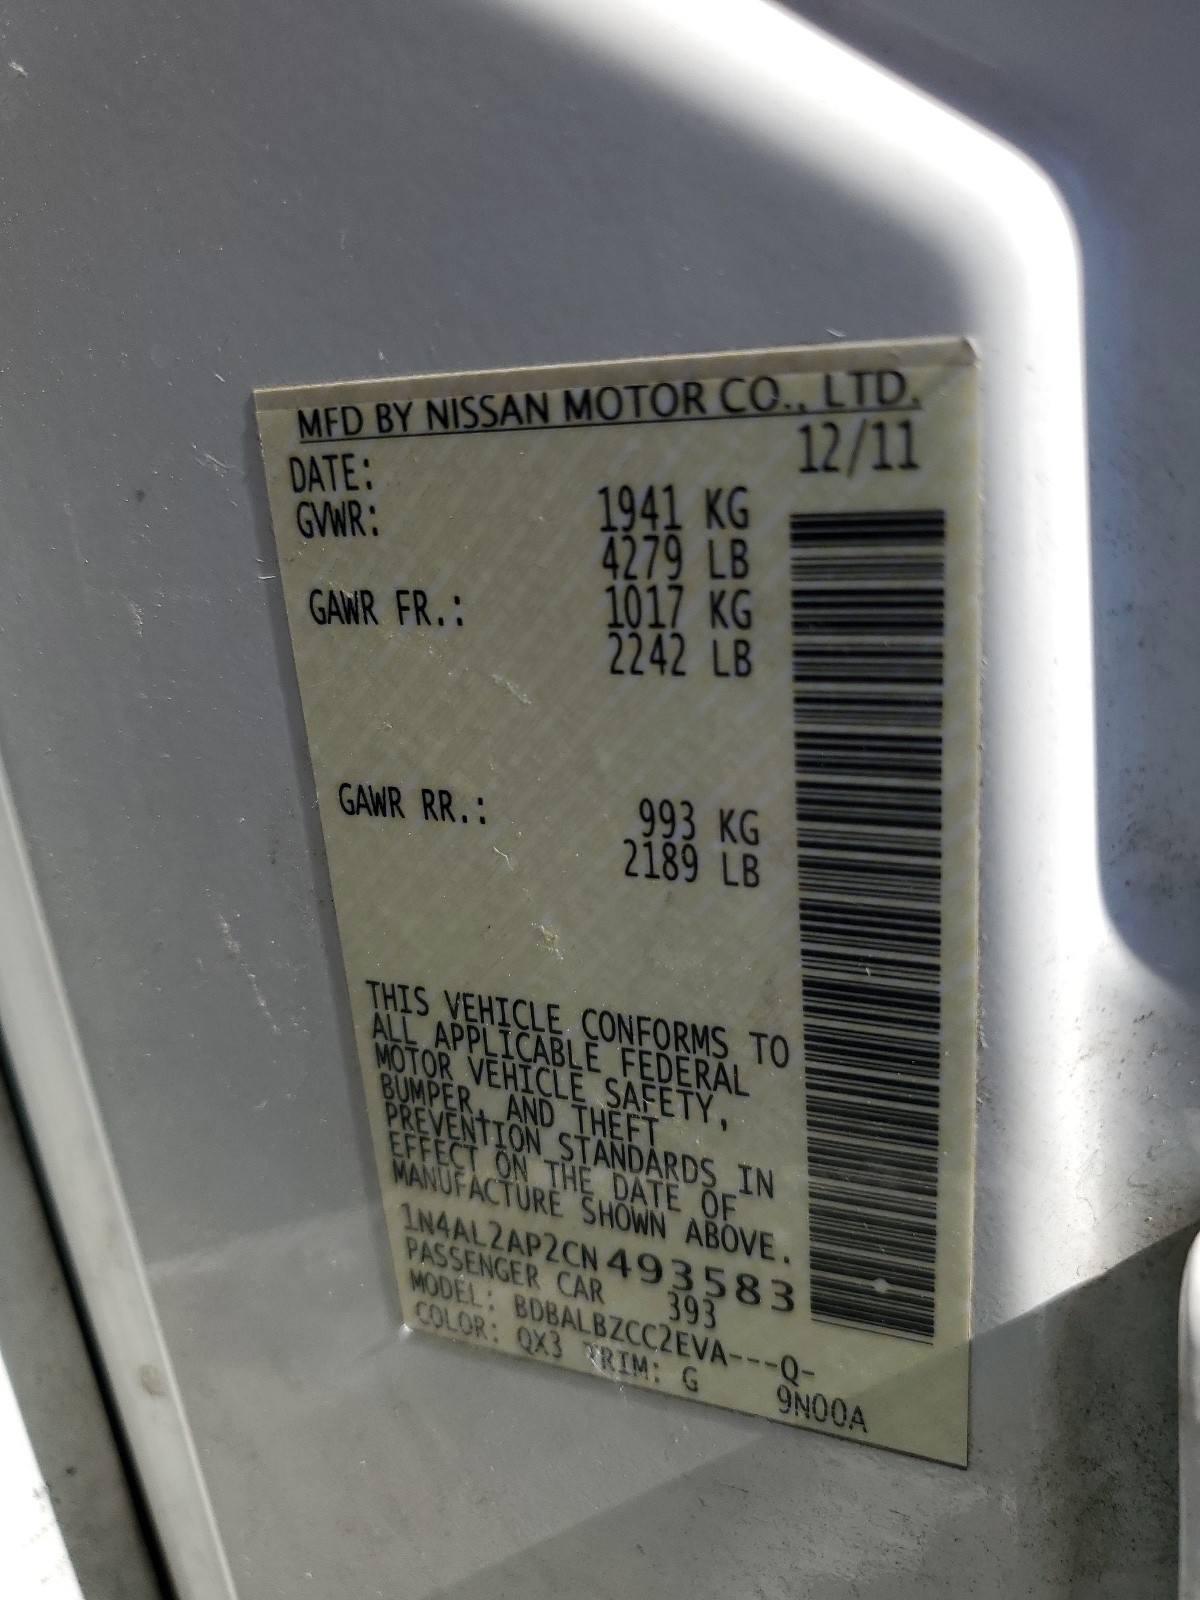 MFD BY NISSAN MOTOR CO., LTD.
DATE: 12/11
GVWR: 1941 KG
4279 LB
GAWR FR.: 1017 KG
2242 LB
GAWR RR.: 993 KG
2189 LB
THIS VEHICLE CONFORMS TO
ALL APPLICABLE FEDERAL
MOTOR VEHICLE SAFETY,
BUMPER, AND THEFT
PREVENTION STANDARDS IN
EFFECT ON THE DATE OF
MANUFACTURE SHOWN ABOVE.
1N4AL2AP2CN493583
PASSENGER CAR 393
MODEL: BDBALBZCC2EVA---Q-
COLOR: QX3 TRIM: G 9N00A